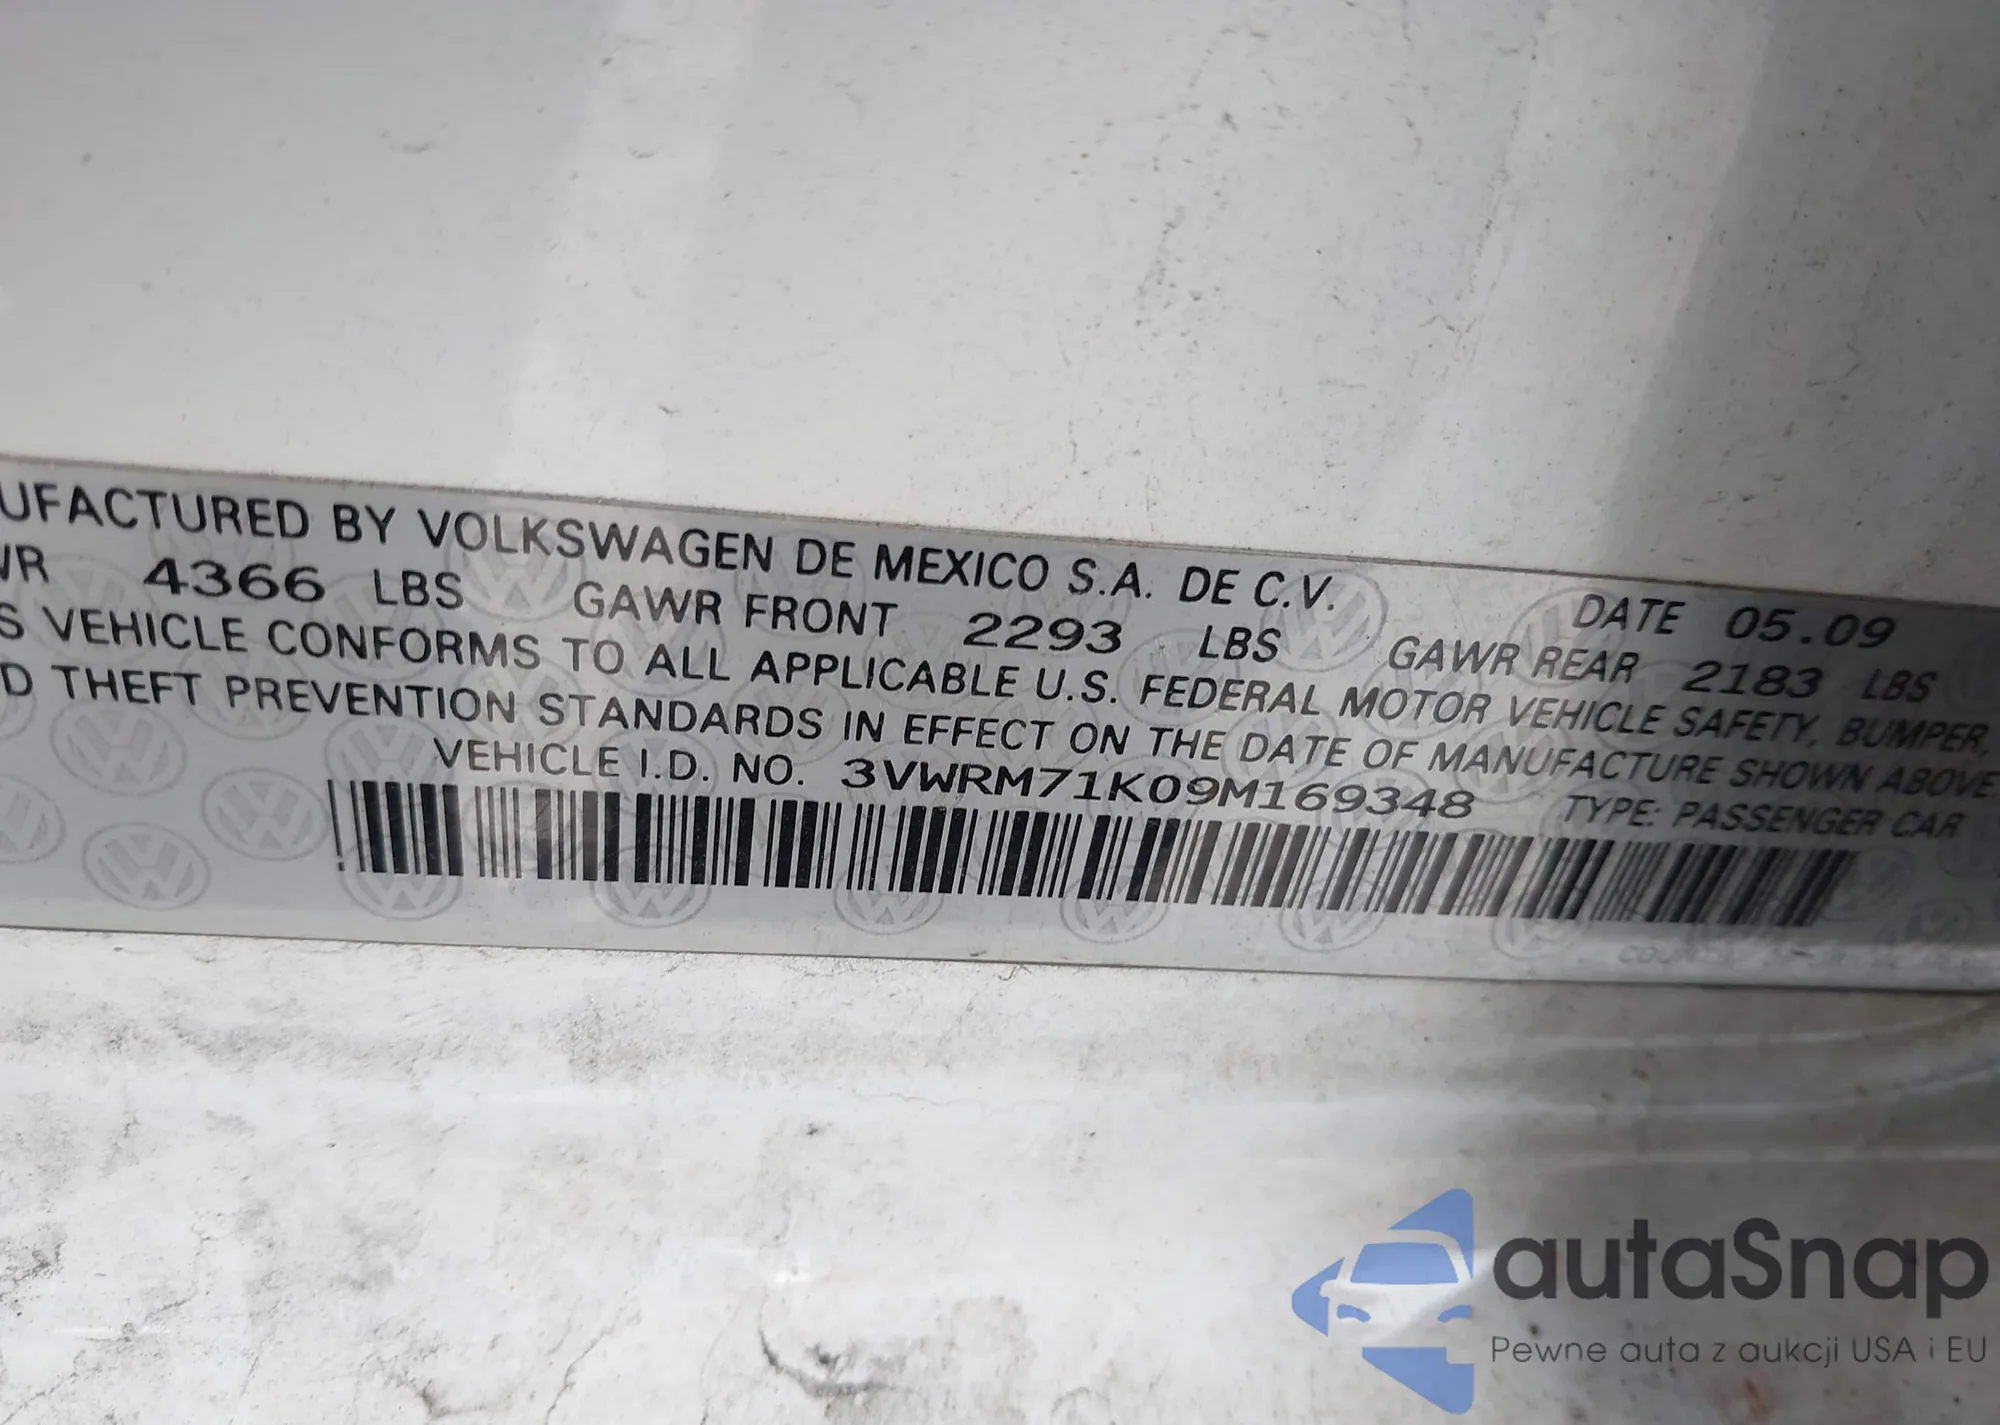 UFACTURED BY VOLKSWAGEN DE MEXICO S.A. DE C.V. DATE 05.09
WR 4366 LBS GAWR FRONT 2293 LBS GAWR REAR 2183 LBS
S VEHICLE CONFORMS TO ALL APPLICABLE U.S. FEDERAL MOTOR VEHICLE SAFETY, BUMPER,
D THEFT PREVENTION STANDARDS IN EFFECT ON THE DATE OF MANUFACTURE SHOWN ABOVE
VEHICLE I.D. NO. 3VWRM71K09M169348 TYPE: PASSENGER CAR
autaSnap
Pewne auta z aukcji USA i EU